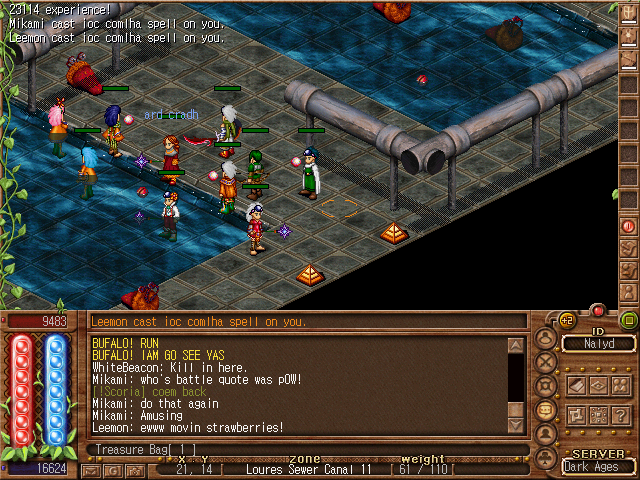 23114 experience!
Mikami cast ioc comlha spell on you.
Leemon cast ioc comlha spell on you.
ard cradh
9483
Leemon cast ioc comlha spell on you.
+2
ID
Nalyd
BUFALO! RUN
BUFALO! IAM GO SEE YAS
WhiteBeacon: Kill in here.
Mikami: who's battle quote was pOW!
[!Scoria] coem back
Mikami: do that again
Mikami: Amusing
Leemon: eWWW movin strawberries!
Treasure Bag[ 1 ]
X Y zone weight
16624
21, 14
Loures Sewer Canal 11
61 / 110
SERVER
Dark Ages